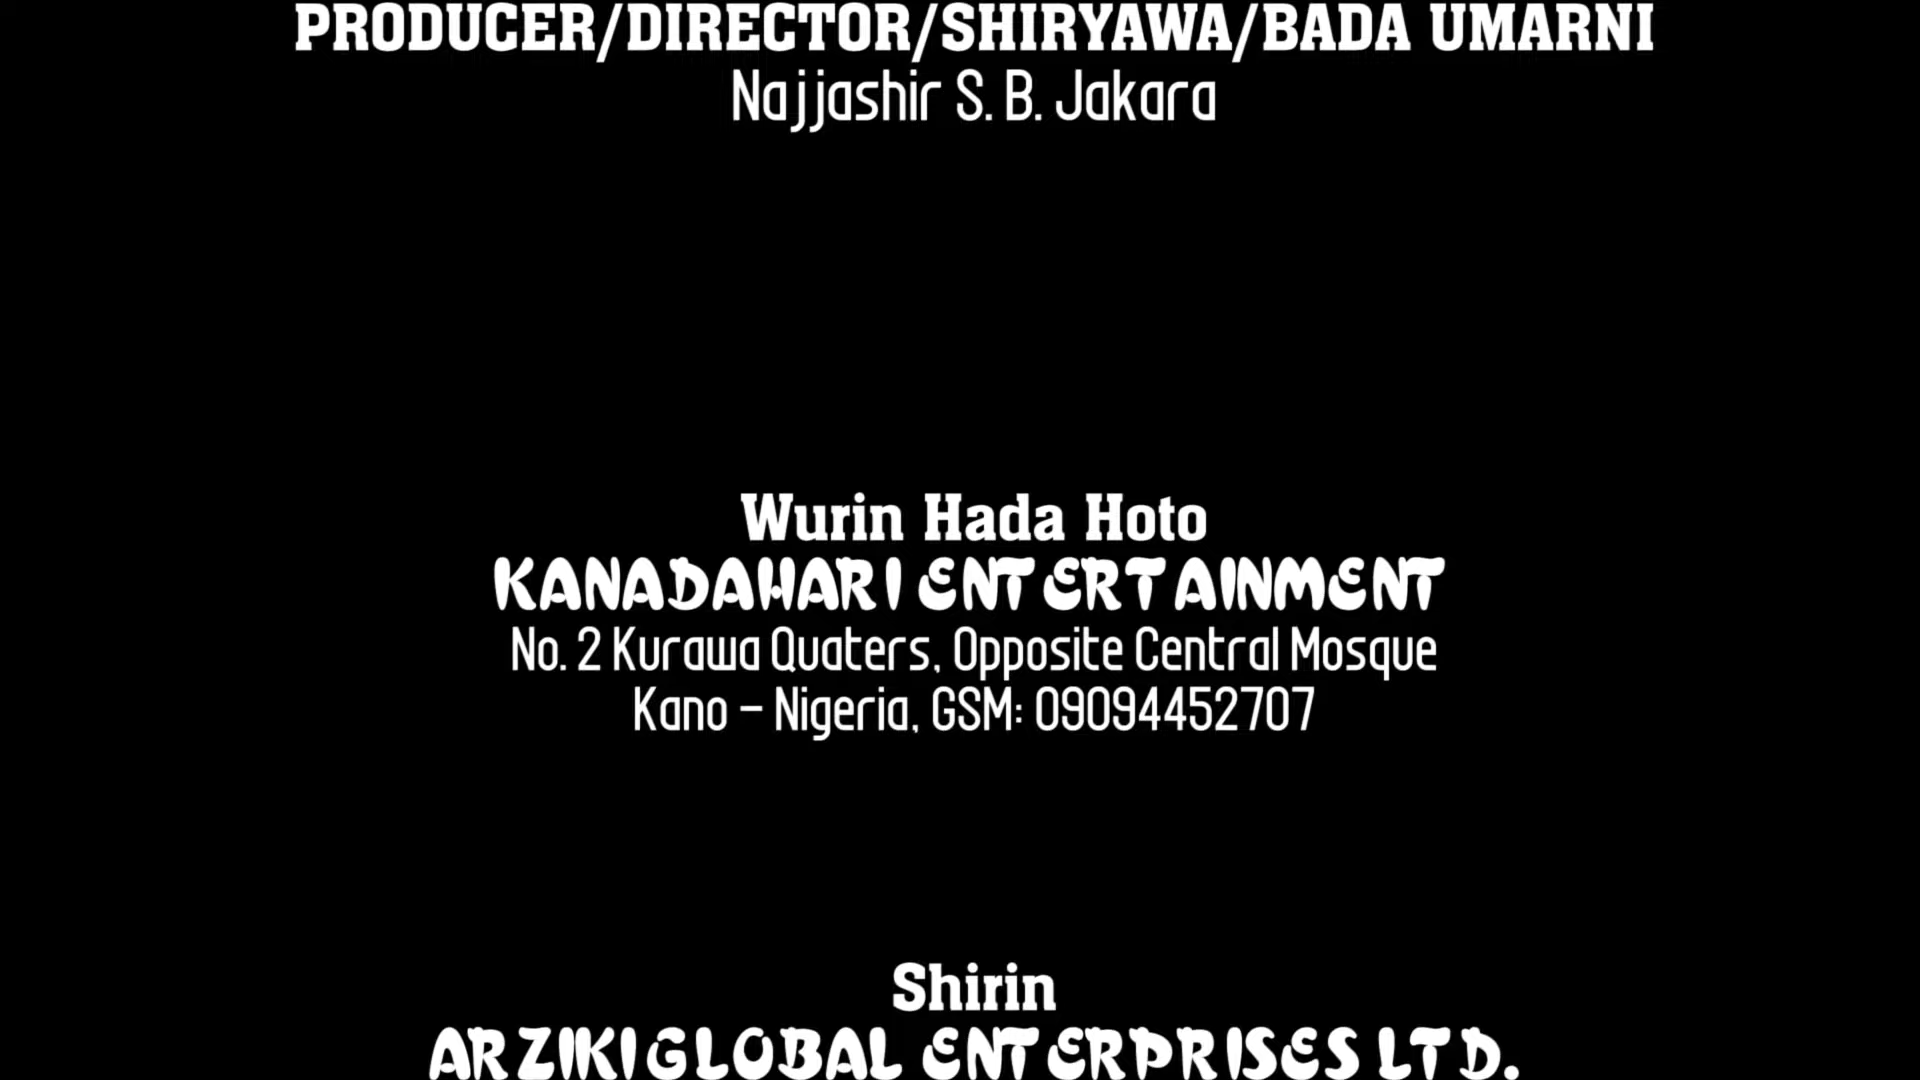 PRODUCER/DIRECTOR/SHIRYAWA/BADA UMARNI
Najjashir S. B. Jakara
Wurin Hada Hoto
KANADAHARI ENTERTAINMENT
No. 2 Kurawa Quaters, Opposite Central Mosque
Kano – Nigeria, GSM: 09094452707
Shirin
ARZIKI GLOBAL ENTERPRISES LTD.